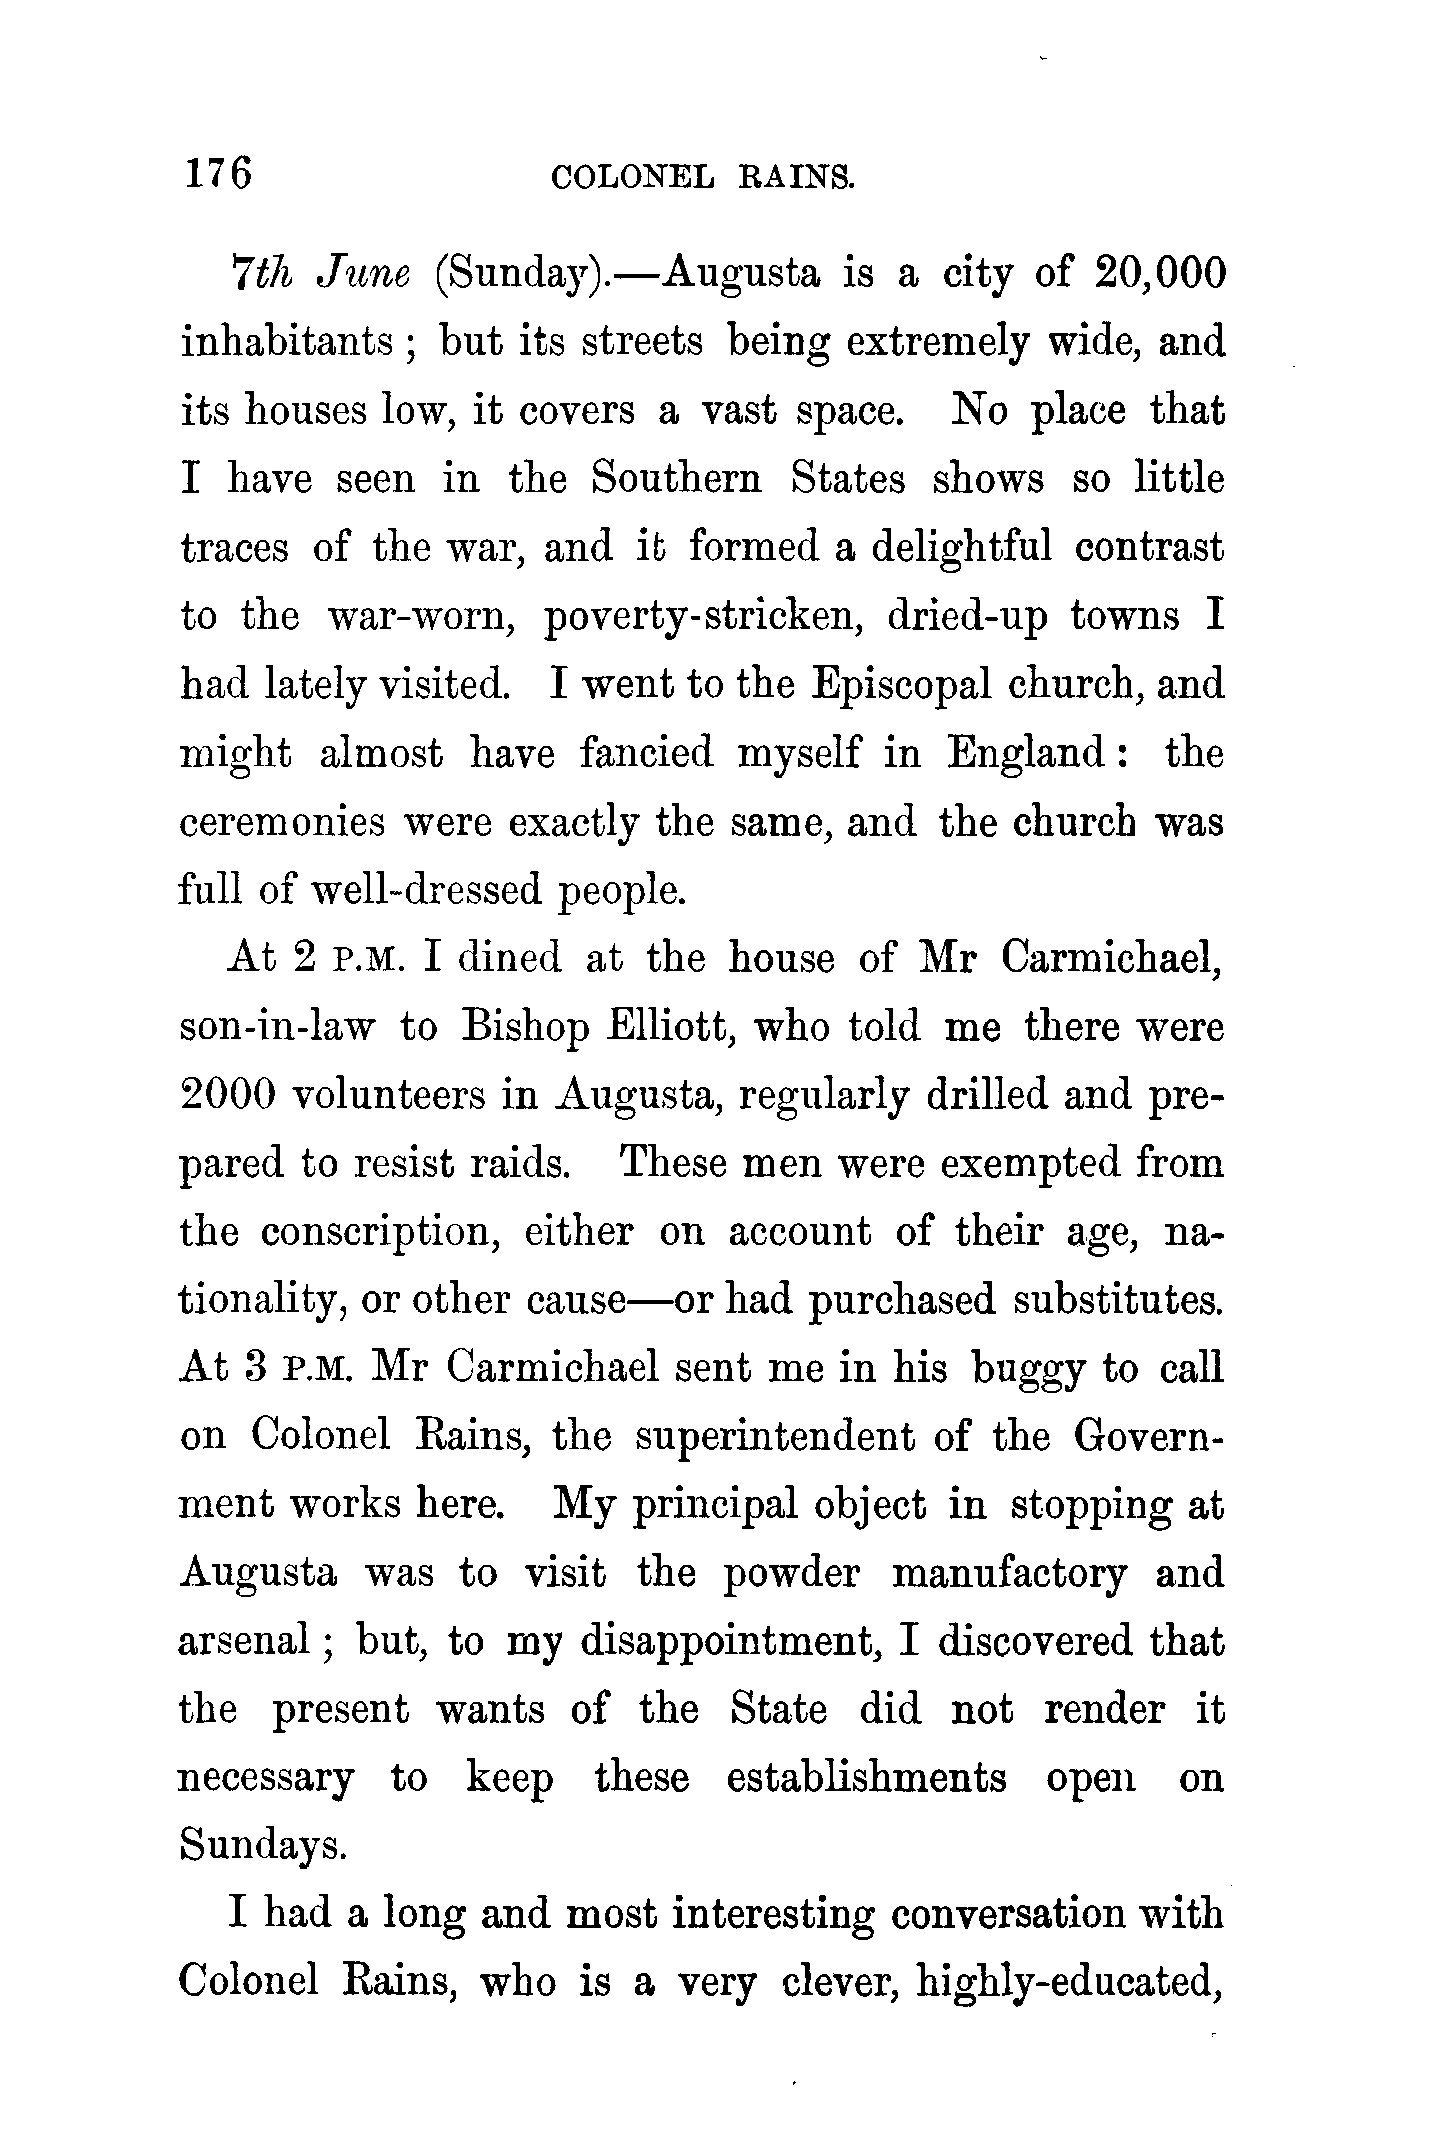 176 COLONEL RAINS.
7th June (Sunday).—Augusta is a city of 20,000
inhabitants ; but its streets being extremely wide, and
its houses low, it covers a vast space. No place that
I have seen in the Southern States shows so little
traces of the war, and it formed a delightful contrast
to the war-worn, poverty-stricken, dried-up towns I
had lately visited. I went to the Episcopal church, and
might almost have fancied myself in England : the
ceremonies were exactly the same, and the church was
full of well-dressed people.
At 2 P.M. I dined at the house of Mr Carmichael,
son-in-law to Bishop Elliott, who told me there were
2000 volunteers in Augusta, regularly drilled and pre-
pared to resist raids. These men were exempted from
the conscription, either on account of their age, na-
tionality, or other cause—or had purchased substitutes.
At 3 P.M. Mr Carmichael sent me in his buggy to call
on Colonel Rains, the superintendent of the Govern-
ment works here. My principal object in stopping at
Augusta was to visit the powder manufactory and
arsenal ; but, to my disappointment, I discovered that
the present wants of the State did not render it
necessary to keep these establishments open on
Sundays.
I had a long and most interesting conversation with
Colonel Rains, who is a very clever, highly-educated,